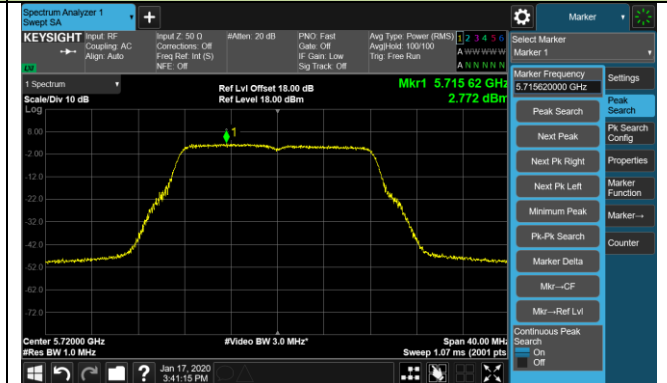 Spectrum Analyzer 1
Swept SA
Marker
KEYSIGHT
Input: RF
Coupling: AC
Align: Auto
Input Z: 50 Ω
Corrections: Off
Freq Ref: Int (S)
NFE: Off
#Atten: 20 dB
PNO: Fast
Gate: Off
IF Gain: Low
Sig Track: Off
Avg Type: Power (RMS)
Avg|Hold: 100/100
Trig: Free Run
1 2 3 4 5 6
A W W W W W
A N N N N N
Select Marker
Marker 1
1 Spectrum
Scale/Div 10 dB
Log
Ref Lvl Offset 18.00 dB
Ref Level 18.00 dBm
Mkr1 5.715 62 GHz
2.772 dBm
1
8.00
-2.00
-12.0
-22.0
-32.0
-42.0
-52.0
-62.0
-72.0
Center 5.72000 GHz
#Res BW 1.0 MHz
#Video BW 3.0 MHz*
Span 40.00 MHz
Sweep 1.07 ms (2001 pts)
Marker Frequency
5.715620000 GHz
Peak Search
Next Peak
Next Pk Right
Next Pk Left
Minimum Peak
Pk-Pk Search
Marker Delta
Mkr→CF
Mkr→Ref Lvl
Continuous Peak
Search
On
Off
Settings
Peak
Search
Pk Search
Config
Properties
Marker
Function
Marker→
Counter
?
Jan 17, 2020
3:41:15 PM